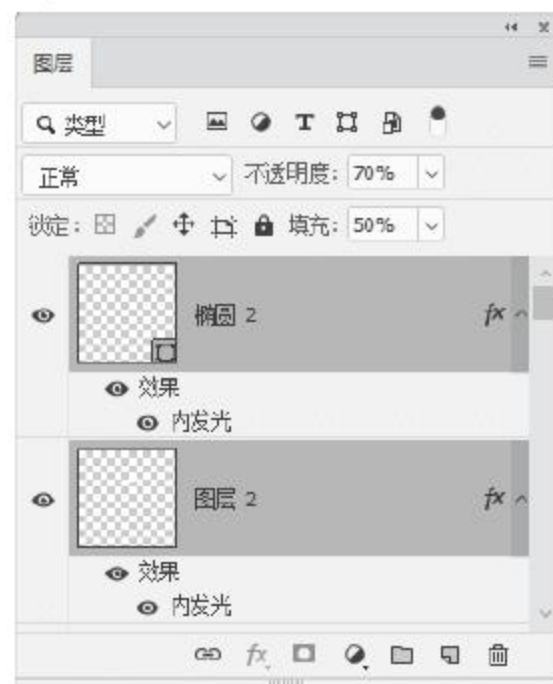 图层
类型
正常 不透明度: 70%
锁定: 填充: 50%
椭圆 2 fx
效果
内发光
图层 2 fx
效果
内发光
fx